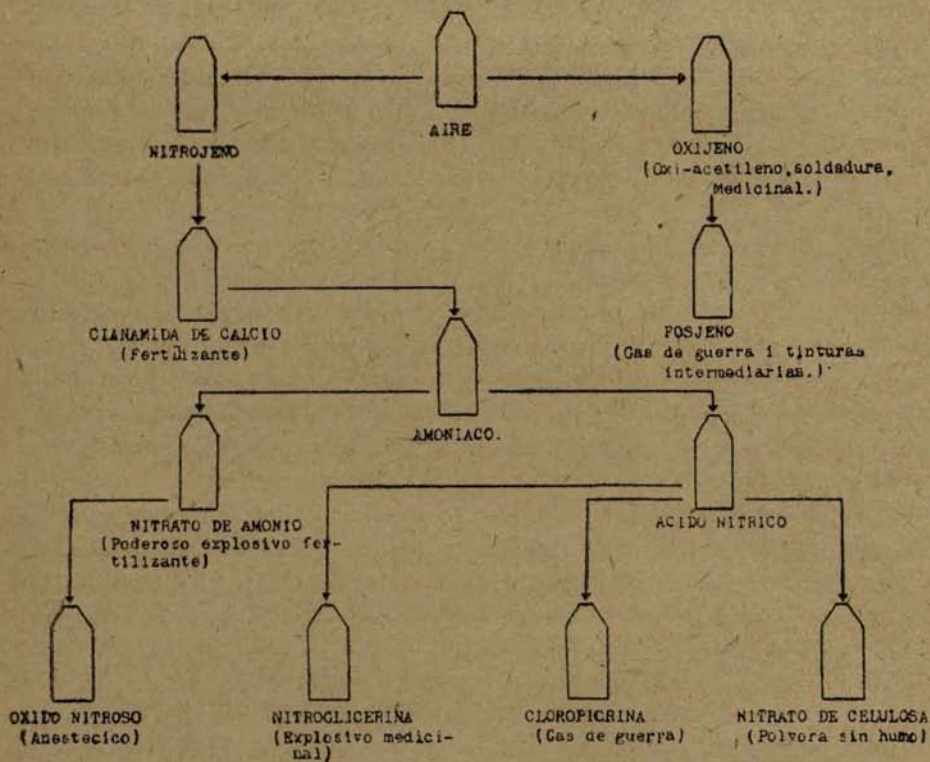 AIRE
NITROJENO
OXIJENO
(Oxi-acetileno, soldadura,
Medicinal.)
CIANAMIDA DE CALCIO
(Fertilizante)
FOSJENO
(Gas de guerra i tinturas
intermediarias.)
AMONIACO.
NITRATO DE AMONIO
(Poderoso explosivo fer-
tilizante)
ACIDO NITRICO
OXIDO NITROSO
(Anestecico)
NITROGLICERINA
(Explosivo medici-
nal)
CLOROPICRINA
(Gas de guerra)
NITRATO DE CELULOSA
(Polvora sin humo)